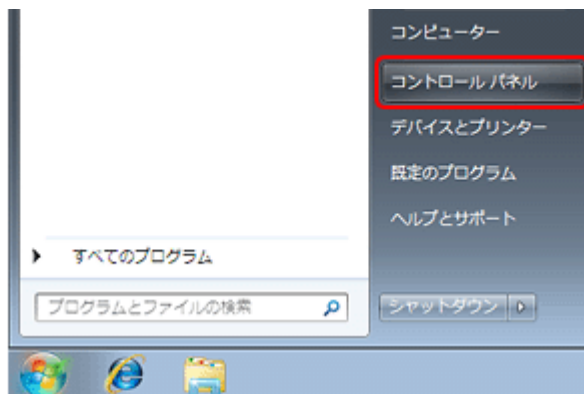 コンピューター
コントロール パネル
デバイスとプリンター
既定のプログラム
ヘルプとサポート
すべてのプログラム
プログラムとファイルの検索
シャットダウン